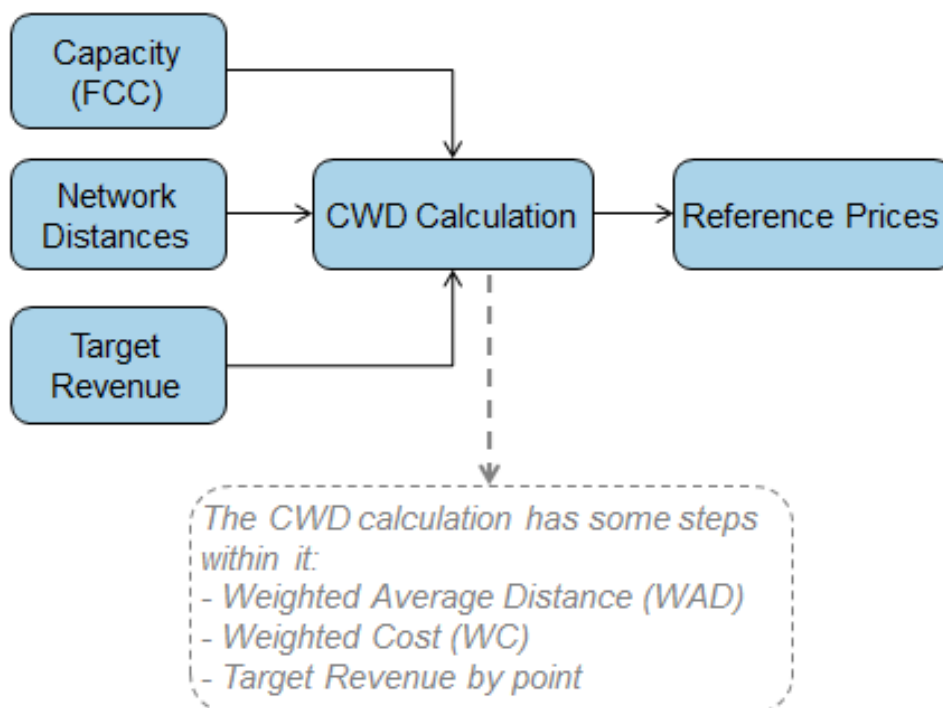 Capacity
(FCC)
Network
Distances
CWD Calculation
Reference Prices
Target
Revenue
The CWD calculation has some steps
within it:
- Weighted Average Distance (WAD)
- Weighted Cost (WC)
- Target Revenue by point